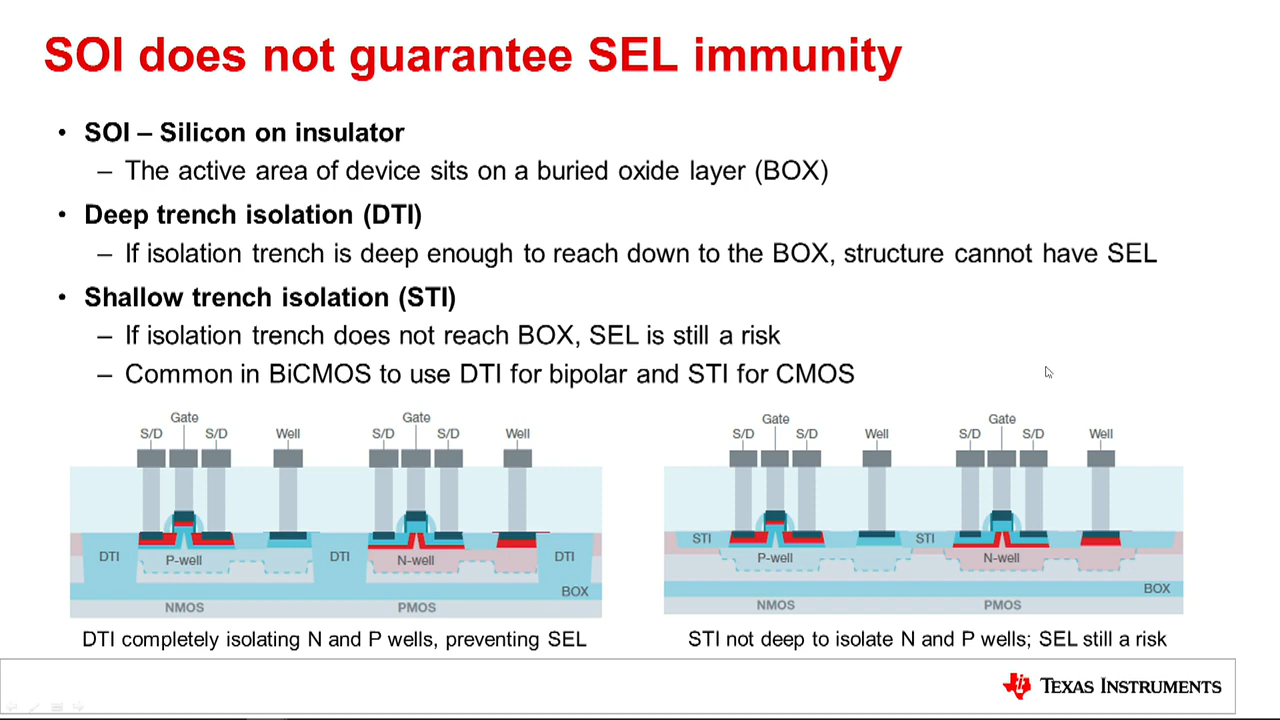 SOI does not guarantee SEL immunity
• SOI – Silicon on insulator
– The active area of device sits on a buried oxide layer (BOX)
• Deep trench isolation (DTI)
– If isolation trench is deep enough to reach down to the BOX, structure cannot have SEL
• Shallow trench isolation (STI)
– If isolation trench does not reach BOX, SEL is still a risk
– Common in BiCMOS to use DTI for bipolar and STI for CMOS
Gate Gate
S/D S/D Well S/D S/D Well
DTI P-well DTI N-well DTI
BOX
NMOS PMOS
DTI completely isolating N and P wells, preventing SEL
Gate Gate
S/D S/D Well S/D S/D Well
STI STI
P-well N-well
BOX
NMOS PMOS
STI not deep to isolate N and P wells; SEL still a risk
TEXAS INSTRUMENTS